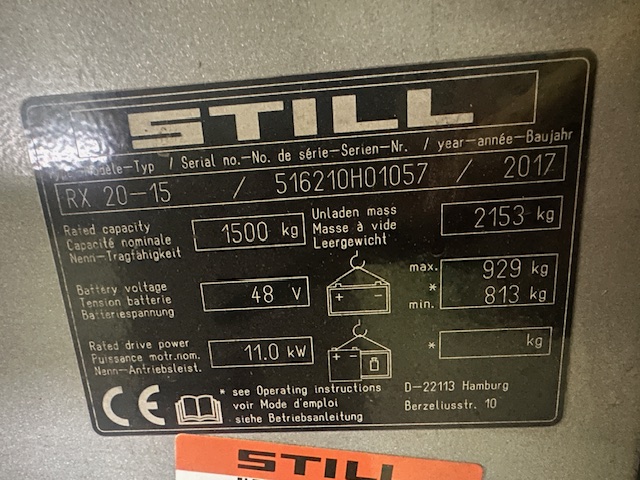 STILL
-Typ / Serial no.-No. de série-Serien-Nr. / year-année-Baujahr
RX 20-15 / 516210H01057 / 2017
Rated capacity
Capacité nominale
Nenn-Tragfähigkeit
1500 kg
Unladen mass
Masse à vide
Leergewicht
2153 kg
Battery voltage
Tension batterie
Batteriespannung
48 V
+ -
max. 929 kg
*
min. 813 kg
Rated drive power
Puissance motr.nom.
Nenn-Antriebsleist.
11.0 kW
+ -
* kg
CE
* see Operating instructions
voir Mode d'emploi
siehe Betriebsanleitung
D-22113 Hamburg
Berzeliusstr. 10
STILL